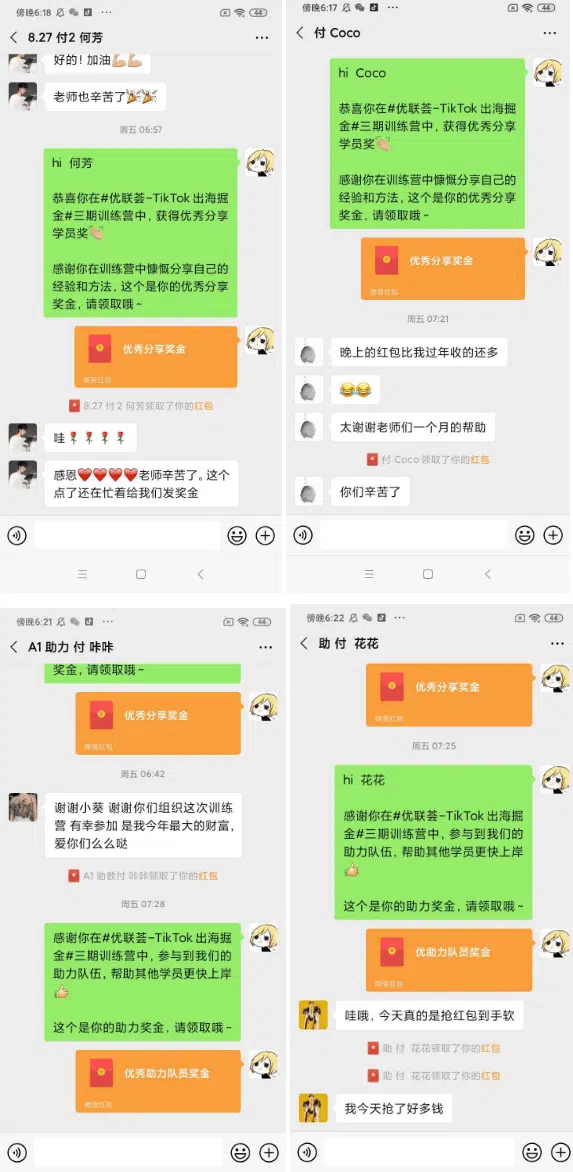 傍晚6:18
44
8.27 付2 何芳
好的！加油💪🏼💪🏼
老师也辛苦了🎉🎉
周五 06:57
hi 何芳
恭喜你在#优联荟-TikTok 出海掘
金#三期训练营中，获得优秀分享
学员奖👏🏼
感谢你在训练营中慷慨分享自己的
经验和方法，这个是你的优秀分享
奖金，请领取哦~
优秀分享奖金
微信红包
8.27 付 2 何芳领取了你的红包
哇🌹🌹🌹🌹
感恩❤️❤️❤️❤️老师辛苦了。这个
点了还在忙着给我们发奖金
傍晚6:17
44
付 Coco
hi Coco
恭喜你在#优联荟-TikTok 出海掘
金#三期训练营中，获得优秀分享
学员奖👏🏼
感谢你在训练营中慷慨分享自己的
经验和方法，这个是你的优秀分享
奖金，请领取哦~
优秀分享奖金
微信红包
周五 07:21
晚上的红包比我过年收的还多
😂😂
太谢谢老师们一个月的帮助
付 Coco领取了你的红包
你们辛苦了
傍晚6:21
44
A1 助力 付 咔咔
奖金，请领取哦~
优秀分享奖金
微信红包
周五 06:42
谢谢小葵 谢谢你们组织这次训练
营 有幸参加 是我今年最大的财富，
爱你们么么哒
付 咔咔领取了你的红包
周五 07:28
感谢你在#优联荟-TikTok 出海掘
金#三期训练营中，参与到我们的
助力队伍，帮助其他学员更快上岸
👍🏼
这个是你的助力奖金，请领取哦~
优秀助力队员奖金
微信红包
傍晚6:22
44
助 付 花花
优秀分享奖金
微信红包
周五 07:25
hi 花花
感谢你在#优联荟-TikTok 出海掘
金#三期训练营中，参与到我们的
助力队伍，帮助其他学员更快上岸
👍🏼
这个是你的助力奖金，请领取哦~
优助力队员奖金
微信红包
哇哦，今天真的是抢红包到手软
助 付 花花领取了你的红包
助 付 花花领取了你的红包
我今天抢了好多钱